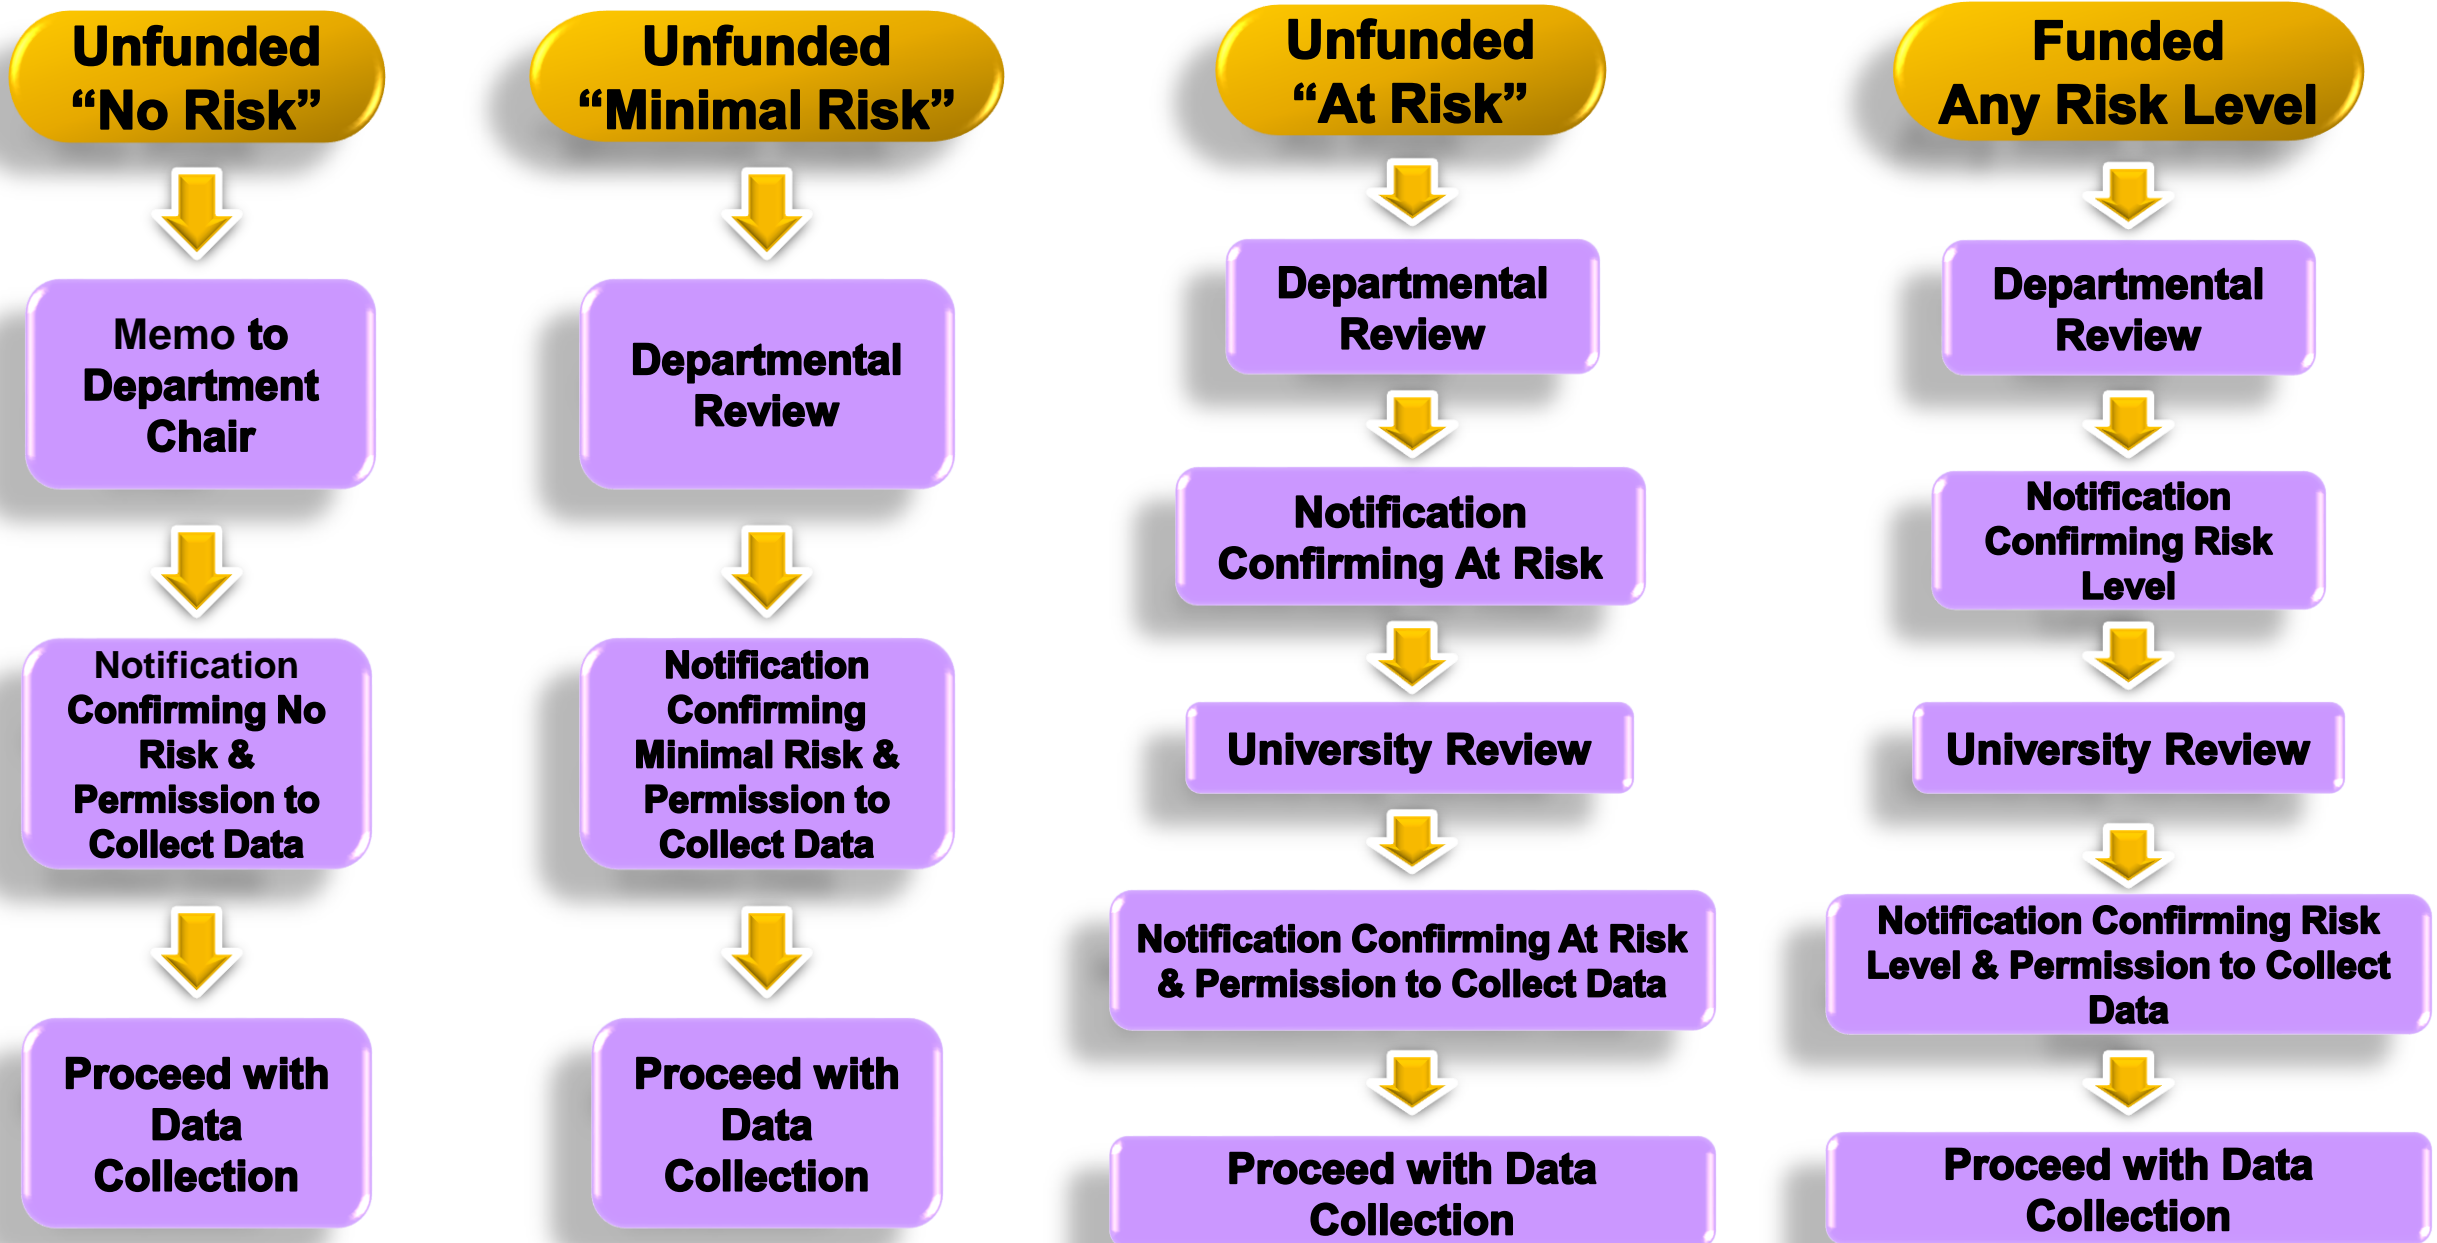 Unfunded
“No Risk”
Memo to
Department
Chair
Notification
Confirming No
Risk &
Permission to
Collect Data
Proceed with
Data
Collection
Unfunded
“Minimal Risk”
Departmental
Review
Notification
Confirming
Minimal Risk &
Permission to
Collect Data
Proceed with
Data
Collection
Unfunded
“At Risk”
Departmental
Review
Notification
Confirming At Risk
University Review
Notification Confirming At Risk
& Permission to Collect Data
Proceed with Data
Collection
Funded
Any Risk Level
Departmental
Review
Notification
Confirming Risk
Level
University Review
Notification Confirming Risk
Level & Permission to Collect
Data
Proceed with Data
Collection